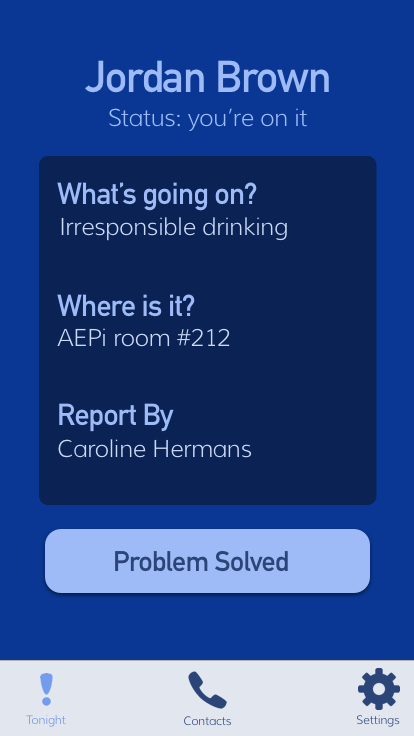 Jordan Brown
Status: you’re on it
What’s going on?
Irresponsible drinking
Where is it?
AEPi room #212
Report By
Caroline Hermans
Problem Solved
Tonight
Contacts
Settings